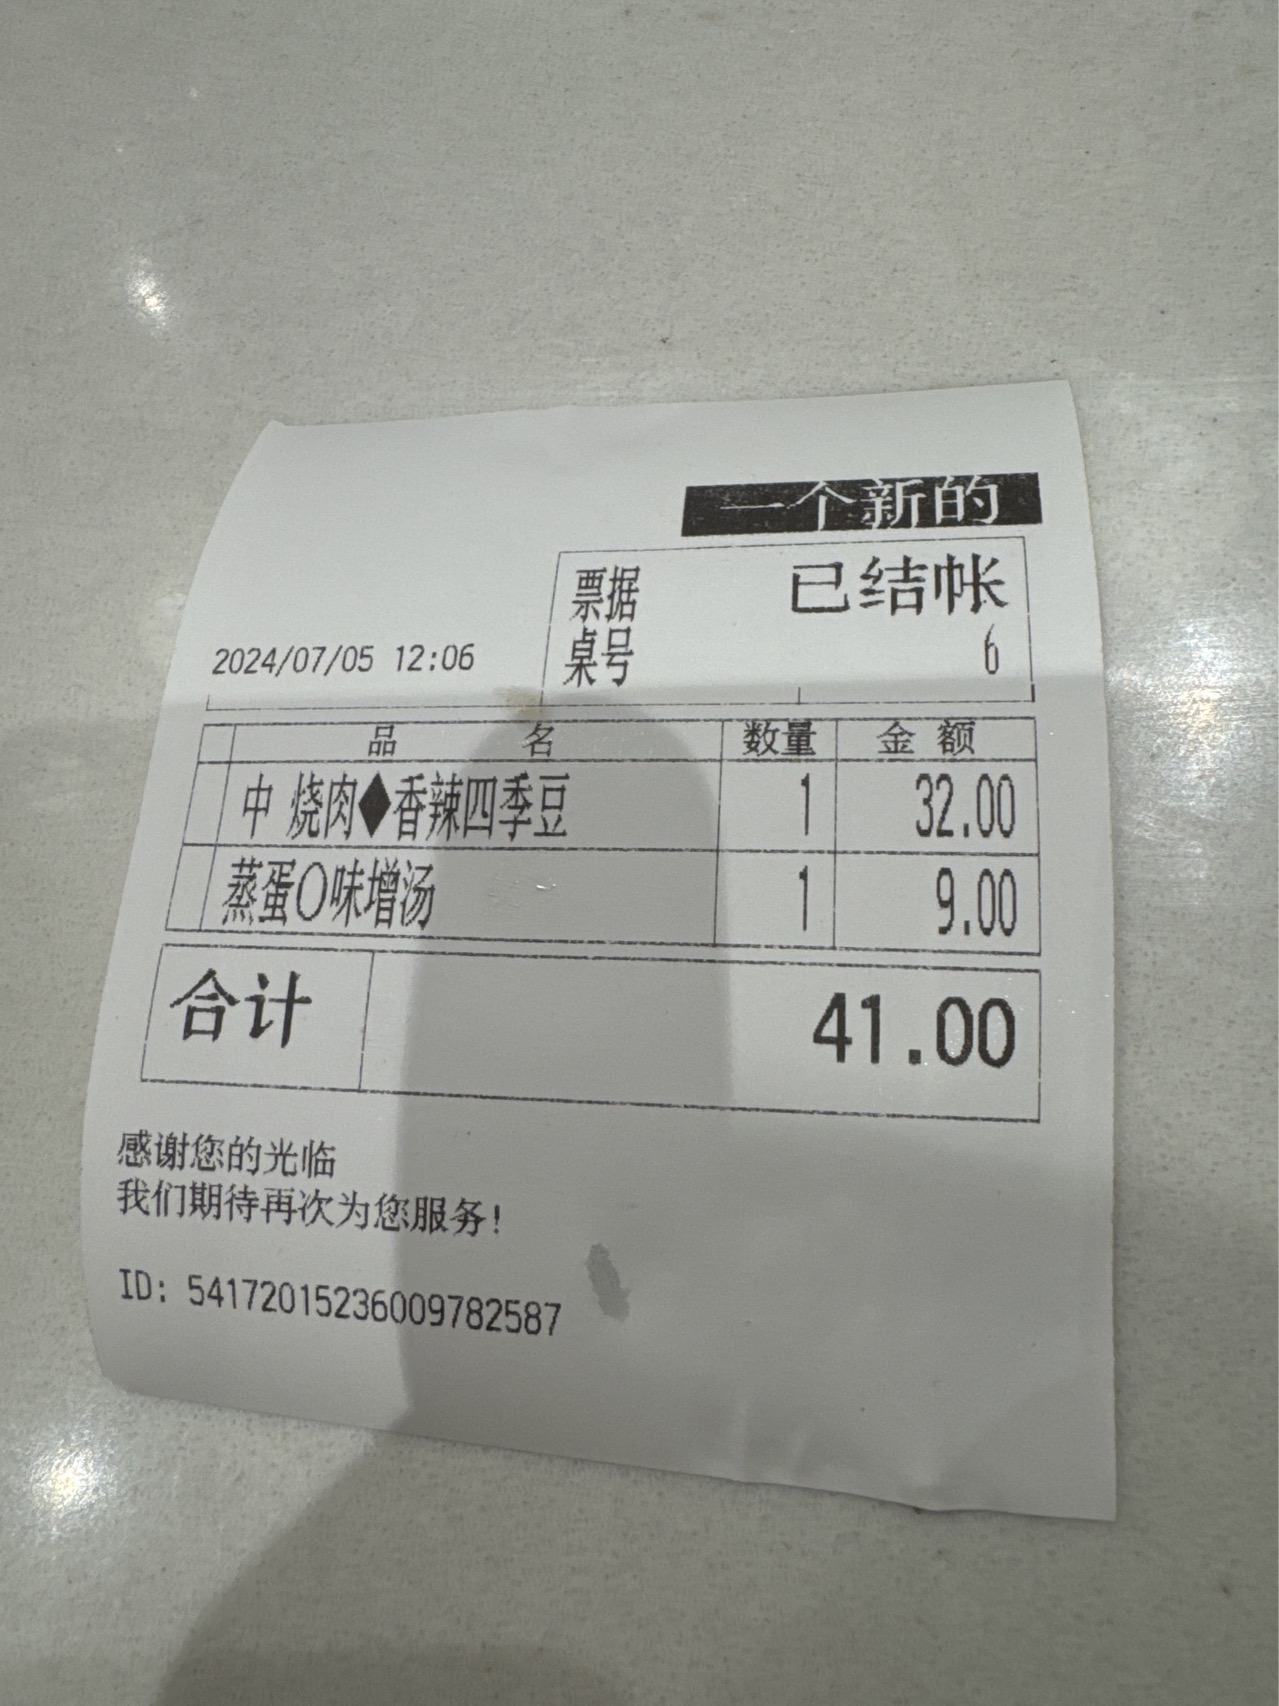 一个新的
票据 已结帐
2024/07/05 12:06 桌号 6
品 名 数量 金 额
中 烧肉◆香辣四季豆 1 32.00
蒸蛋○味增汤 1 9.00
合计 41.00
感谢您的光临
我们期待再次为您服务!
ID: 54172015236009782587